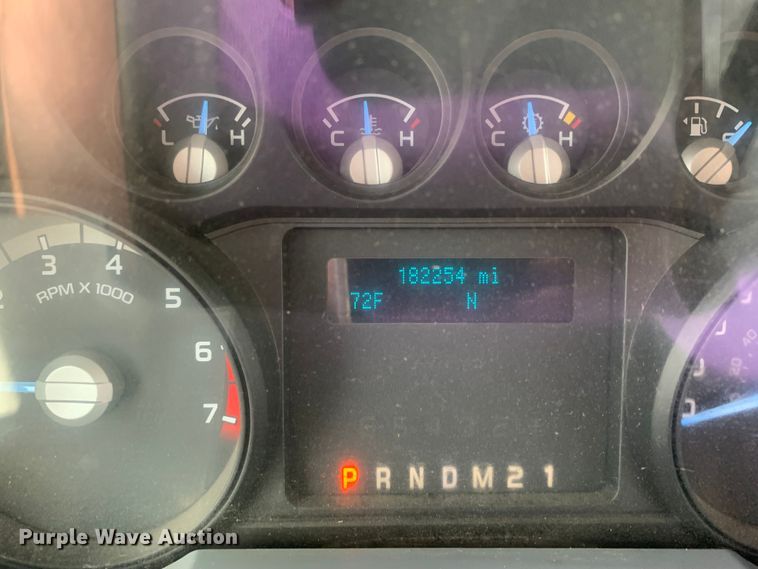 L H
C H
C H
3 4
5
6
7
RPM X 1000
182254 mi
72F N
P R N D M 2 1
Purple Wave Auction